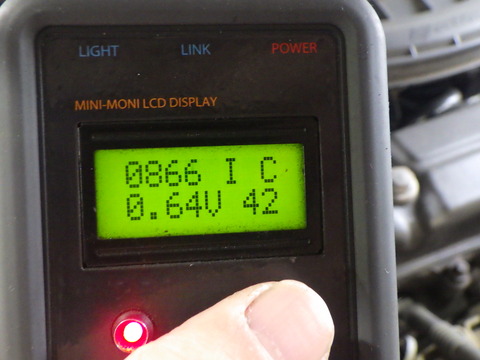 LIGHT LINK POWER
MINI-MONI LCD DISPLAY
0866 I C
0.64V 42